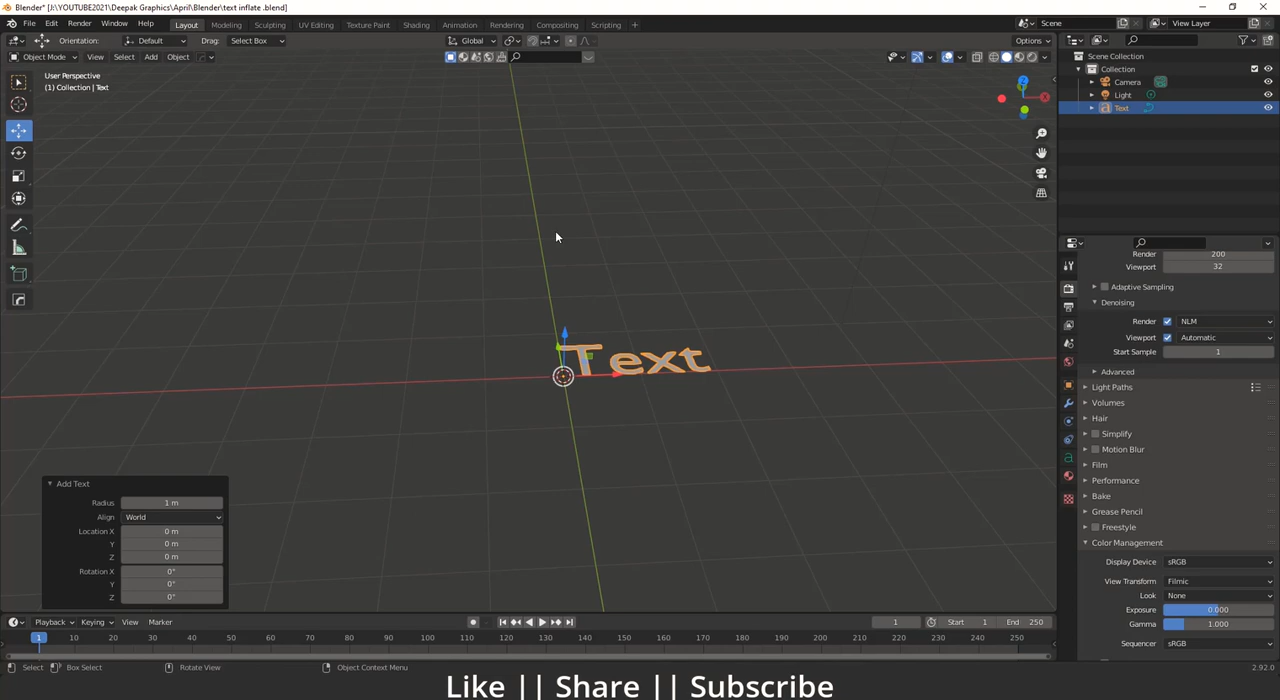 Blender* [J:\YOUTUBE2021\Deepak Graphics\April\Blender\text inflate .blend]
File Edit Render Window Help Layout Modeling Sculpting UV Editing Texture Paint Shading Animation Rendering Compositing Scripting + Scene View Layer
Orientation: Default Drag: Select Box Global Options
Object Mode View Select Add Object
User Perspective
(1) Collection | Text
Scene Collection
Collection
Camera
Light
Text
X
Z
Text
Render 200
Viewport 32
Adaptive Sampling
Denoising
Render NLM
Viewport Automatic
Start Sample 1
Advanced
Light Paths
Volumes
Hair
Simplify
Motion Blur
Film
Performance
Bake
Grease Pencil
Freestyle
Color Management
Display Device sRGB
View Transform Filmic
Look None
Exposure 0.000
Gamma 1.000
Sequencer sRGB
Add Text
Radius 1 m
Align World
Location X 0 m
Y 0 m
Z 0 m
Rotation X 0°
Y 0°
Z 0°
Playback Keying View Marker 1 Start 1 End 250
1 10 20 30 40 50 60 70 80 90 100 110 120 130 140 150 160 170 180 190 200 210 220 230 240 250
Select Box Select Rotate View Object Context Menu 2.92.0
Like || Share || Subscribe